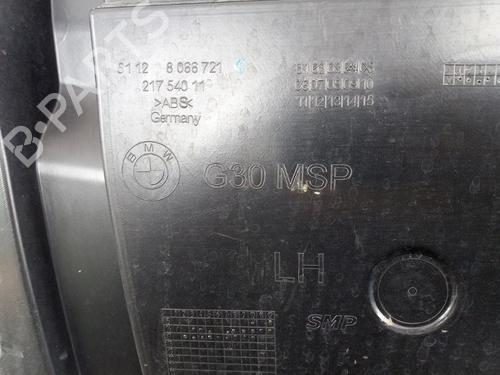 51 12 8 066 721
217 540 11
>ABS<
Germany
BMW
G30 MSP
LH
SMP
B-PARTS